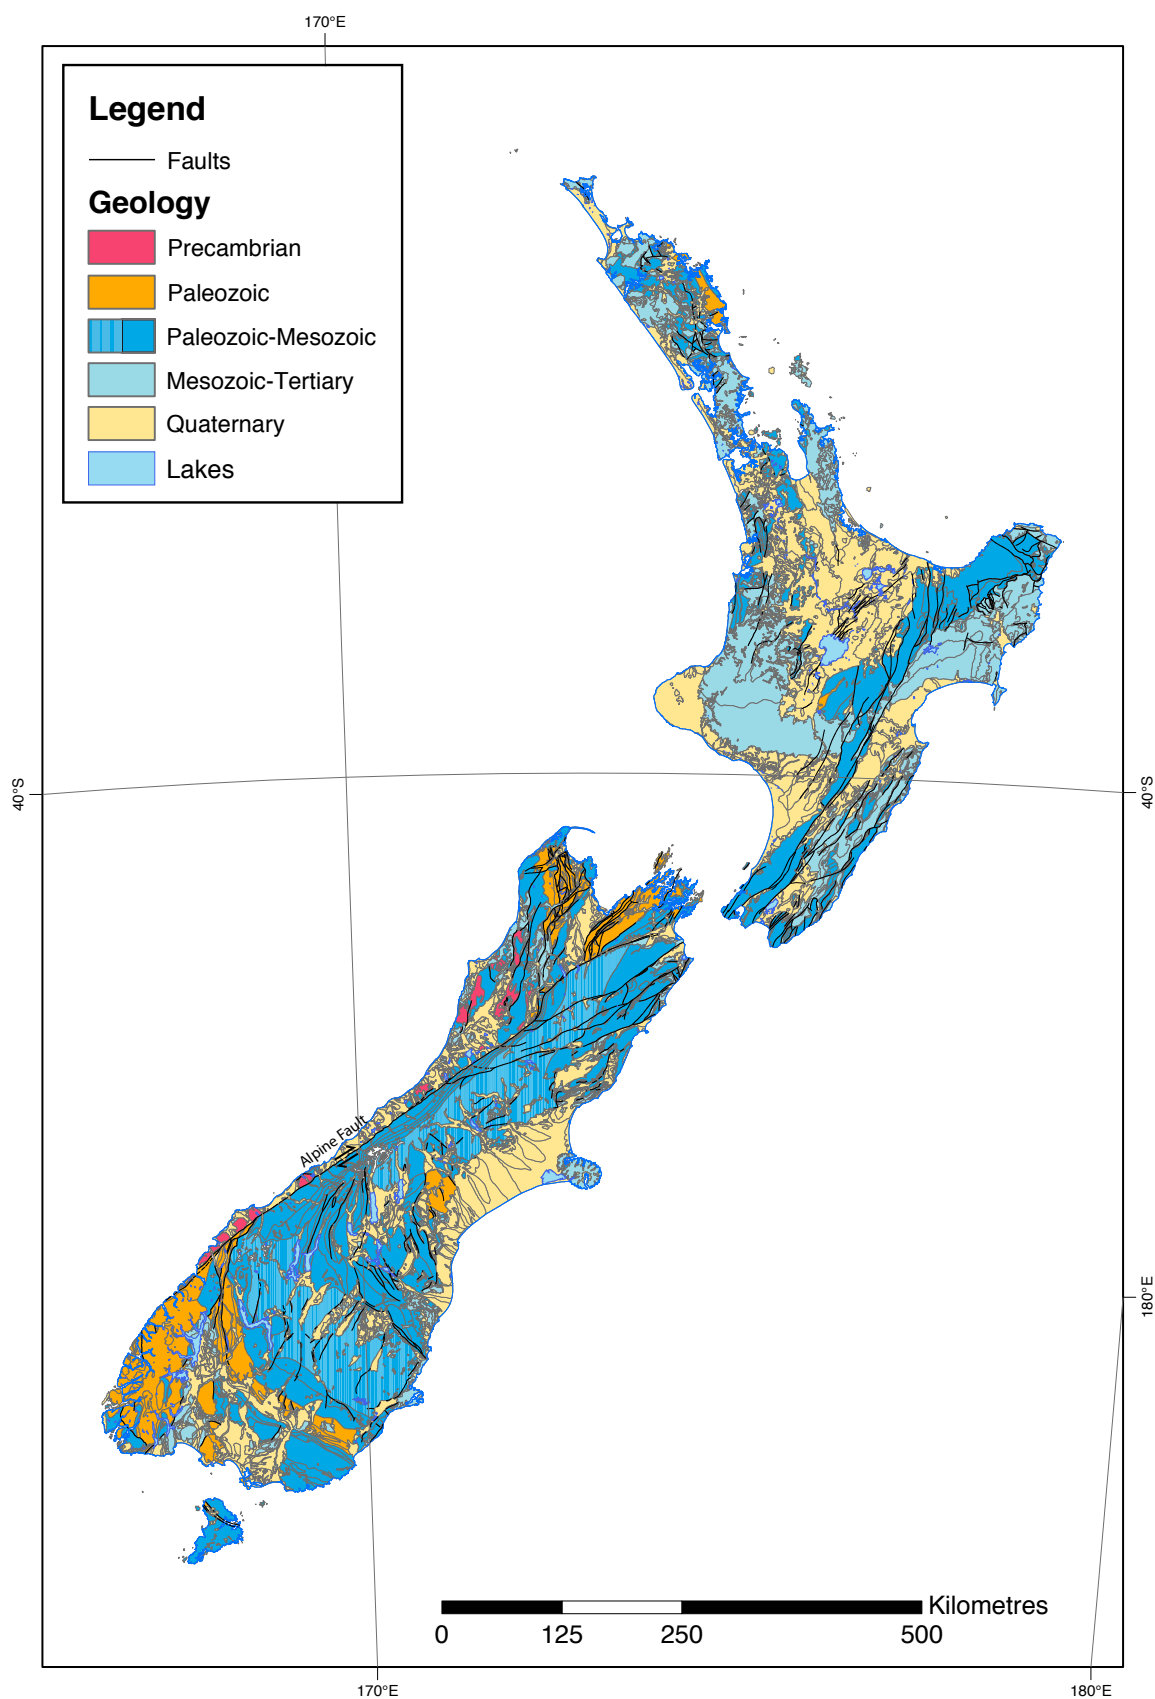 170°E
Legend
Faults
Geology
Precambrian
Paleozoic
Paleozoic-Mesozoic
Mesozoic-Tertiary
Quaternary
Lakes
40°S
40°S
Alpine Fault
180°E
Kilometres
0 125 250 500
170°E
180°E